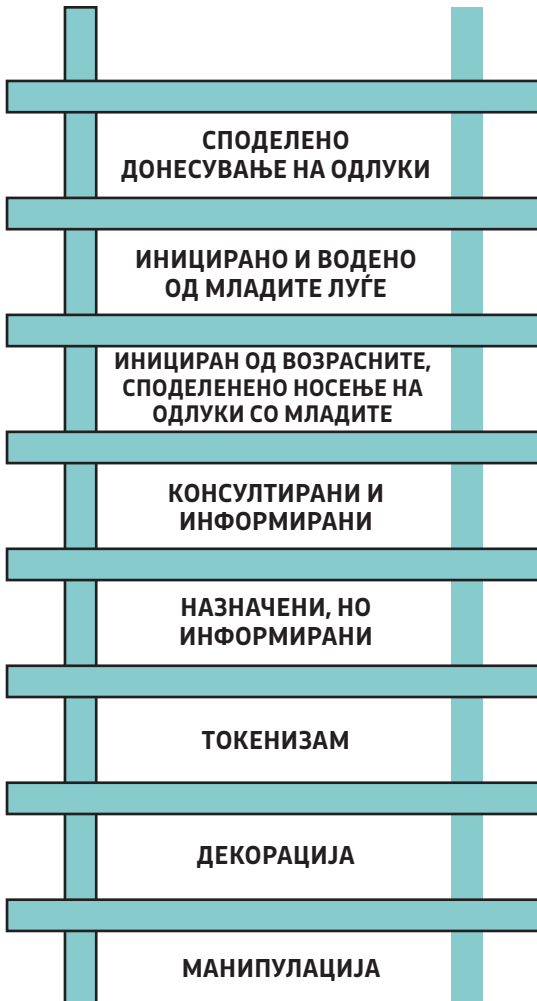 СПОДЕЛЕНО
ДОНЕСУВАЊЕ НА ОДЛУКИ
ИНИЦИРАНО И ВОДЕНО
ОД МЛАДИТЕ ЛУЃЕ
ИНИЦИРАН ОД ВОЗРАСНИТЕ,
СПОДЕЛЕНЕНО НОСЕЊЕ НА
ОДЛУКИ СО МЛАДИТЕ
КОНСУЛТИРАНИ И
ИНФОРМИРАНИ
НАЗНАЧЕНИ, НО
ИНФОРМИРАНИ
ТОКЕНИЗАМ
ДЕКОРАЦИЈА
МАНИПУЛАЦИЈА